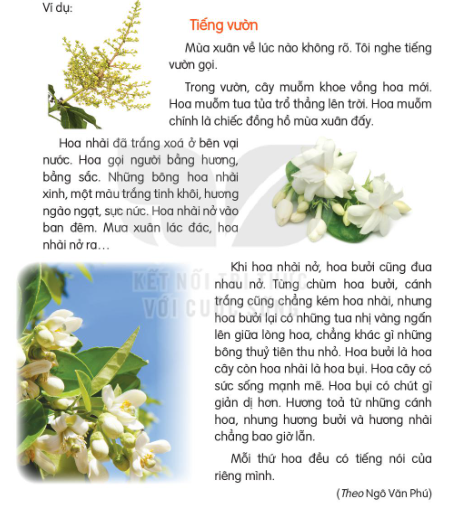 Ví dụ:
Tiếng vườn
Mùa xuân về lúc nào không rõ. Tôi nghe tiếng
vườn gọi.
Trong vườn, cây muỗm khoe vồng hoa mới.
Hoa muỗm tua tủa trổ thẳng lên trời. Hoa muỗm
chính là chiếc đồng hồ mùa xuân đấy.
Hoa nhài đã trắng xoá ở bên vại
nước. Hoa gọi người bằng hương,
bằng sắc. Những bông hoa nhài
xinh, một màu trắng tinh khôi, hương
ngào ngạt, sực nức. Hoa nhài nở vào
ban đêm. Mưa xuân lác đác, hoa
nhài nở ra...
Khi hoa nhài nở, hoa bưởi cũng đua
nhau nở. Từng chùm hoa bưởi, cánh
trắng cũng chẳng kém hoa nhài, nhưng
hoa bưởi lại có những tua nhị vàng ngấn
lên giữa lòng hoa, chẳng khác gì những
bông thuỷ tiên thu nhỏ. Hoa bưởi là hoa
cây còn hoa nhài là hoa bụi. Hoa cây có
sức sống mạnh mẽ. Hoa bụi có chút gì
giản dị hơn. Hương toả từ những cánh
hoa, nhưng hương bưởi và hương nhài
chẳng bao giờ lẫn.
Mỗi thứ hoa đều có tiếng nói của
riêng mình.
(Theo Ngô Văn Phú)
KẾT NỐI TRI THỨC
VỚI CUỘC SỐNG